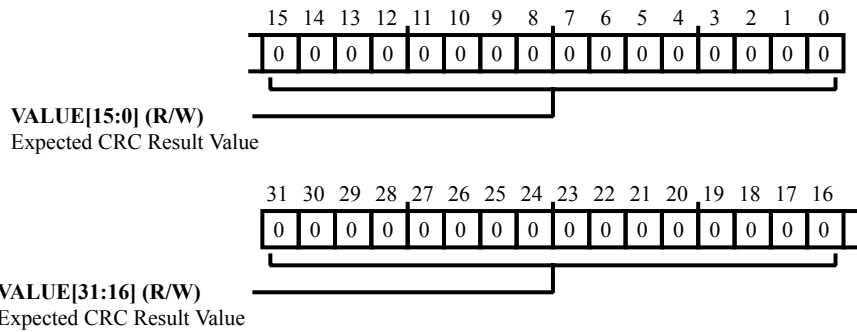 15 14 13 12 11 10 9 8 7 6 5 4 3 2 1 0
0 0 0 0 0 0 0 0 0 0 0 0 0 0 0 0
VALUE[15:0] (R/W)
Expected CRC Result Value
31 30 29 28 27 26 25 24 23 22 21 20 19 18 17 16
0 0 0 0 0 0 0 0 0 0 0 0 0 0 0 0
VALUE[31:16] (R/W)
Expected CRC Result Value